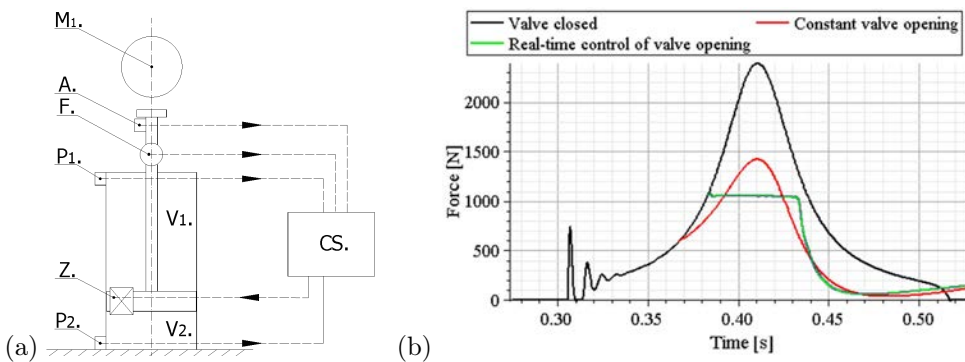 M1.
A.
F.
P1.
V1.
CS.
Z.
V2.
P2.
(a)
Valve closed
Constant valve opening
Real-time control of valve opening
Force [N]
2000
1500
1000
500
0
0.30
0.35
0.40
0.45
0.50
Time [s]
(b)